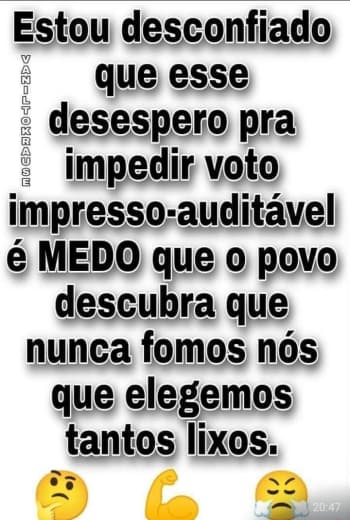 Estou desconfiado
que esse
desespero pra
impedir voto
impresso-auditável
é MEDO que o povo
descubra que
nunca fomos nós
que elegemos
tantos lixos.
VANILTOKRAUSE
20:47